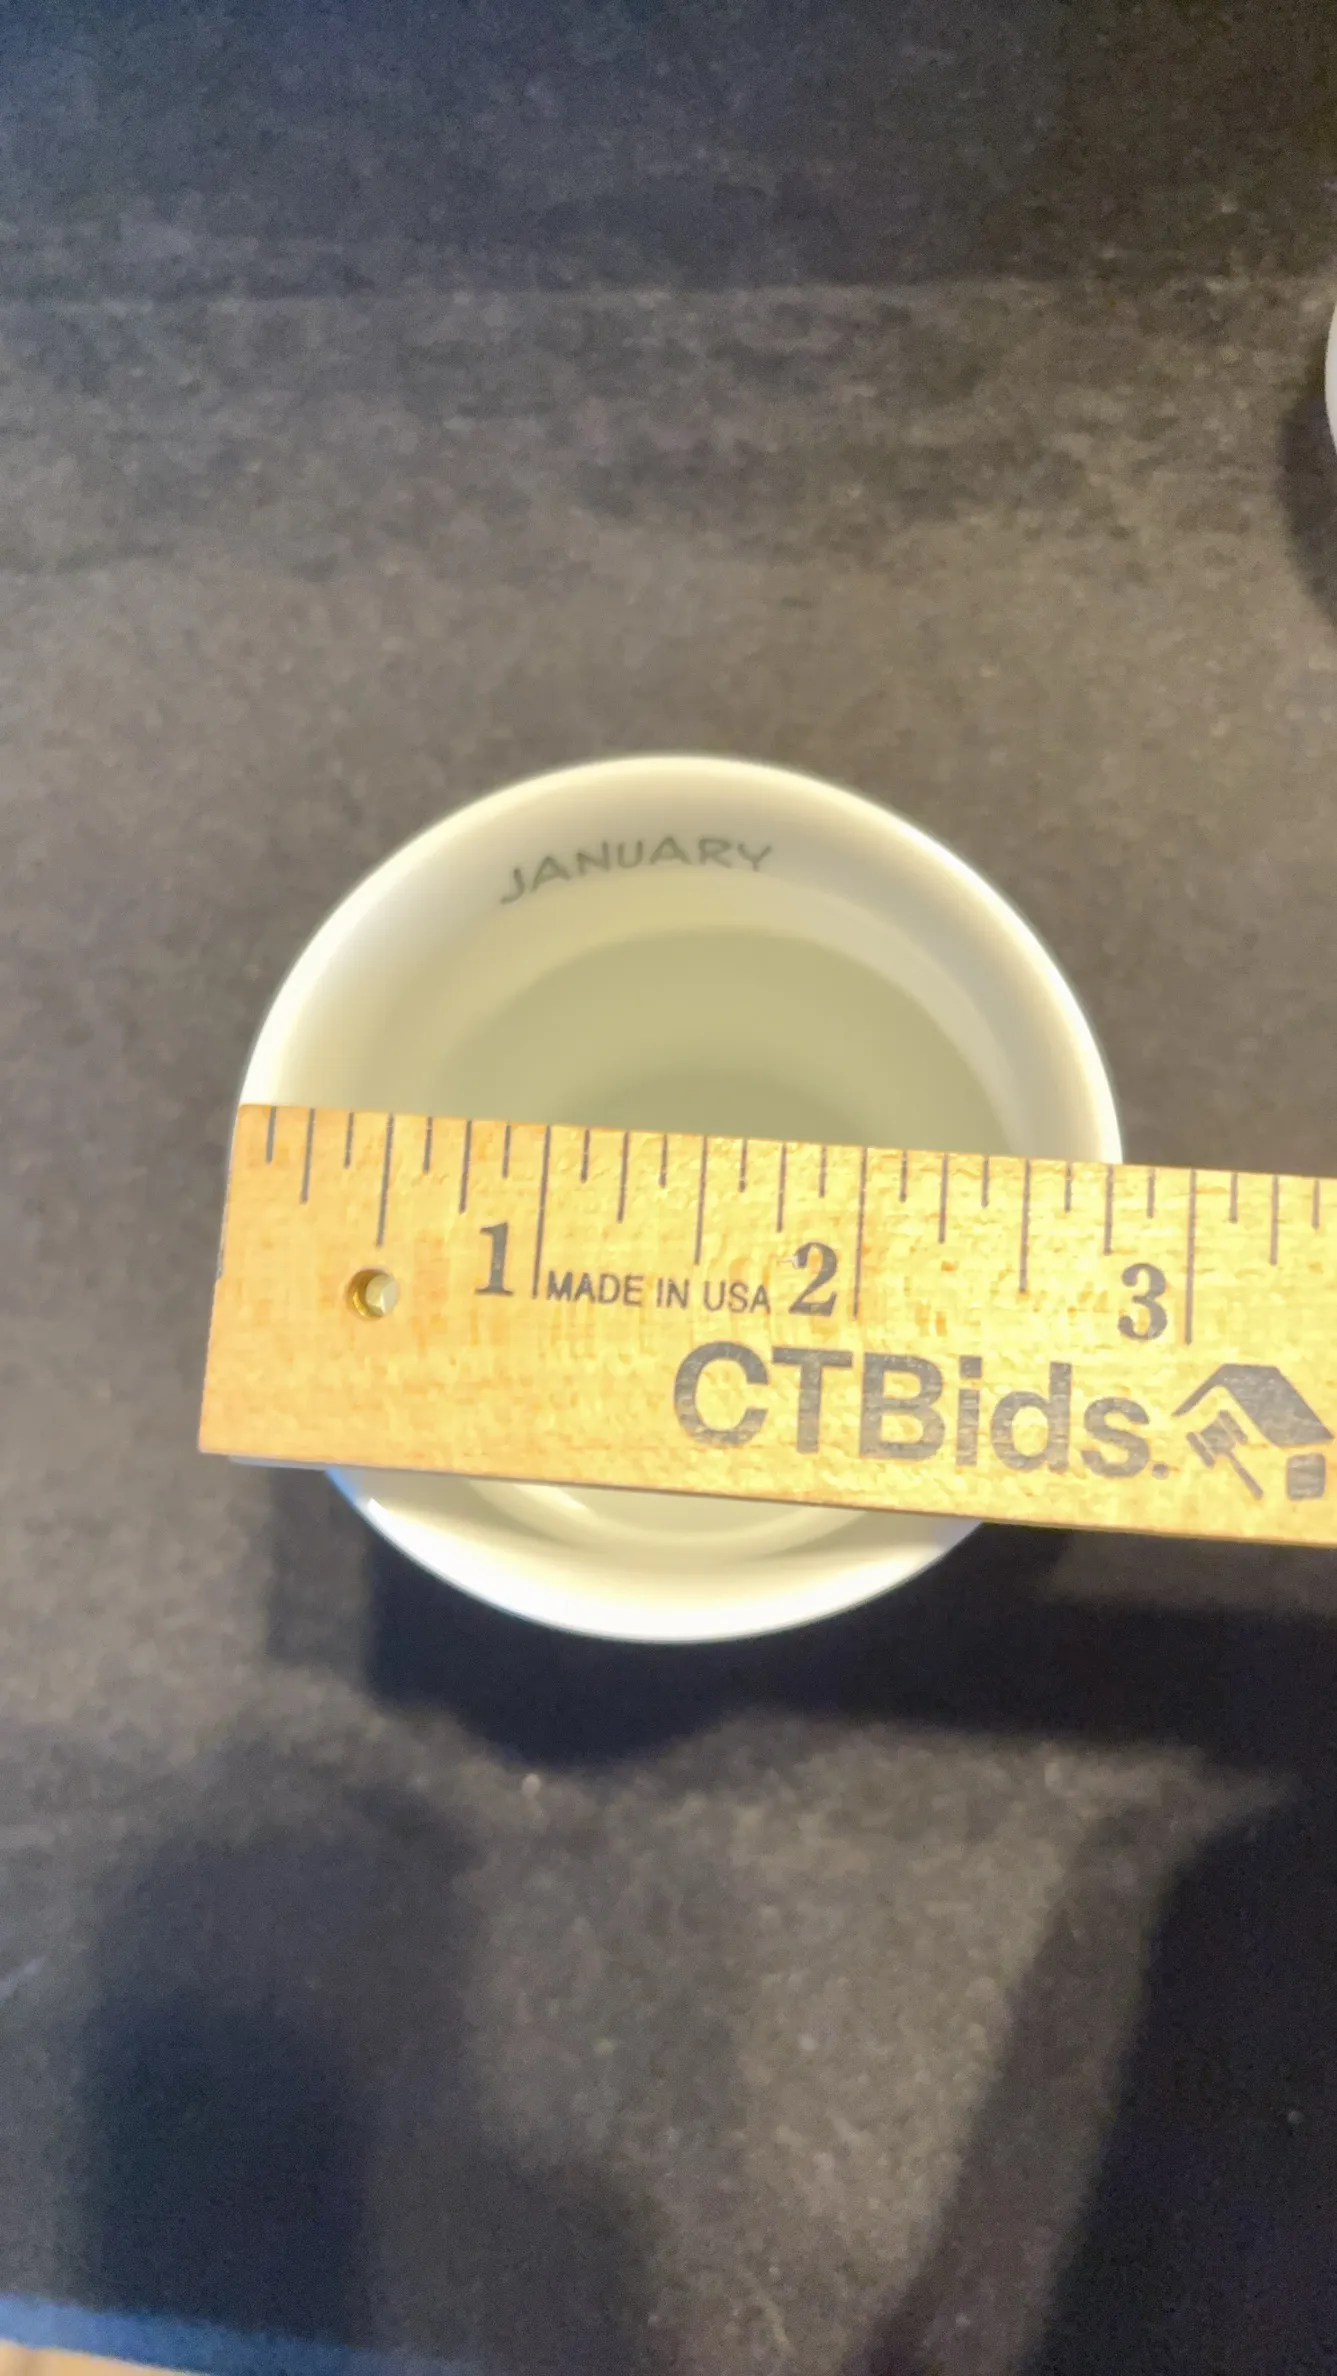 JANUARY
1 2 3
MADE IN USA
CTBids.